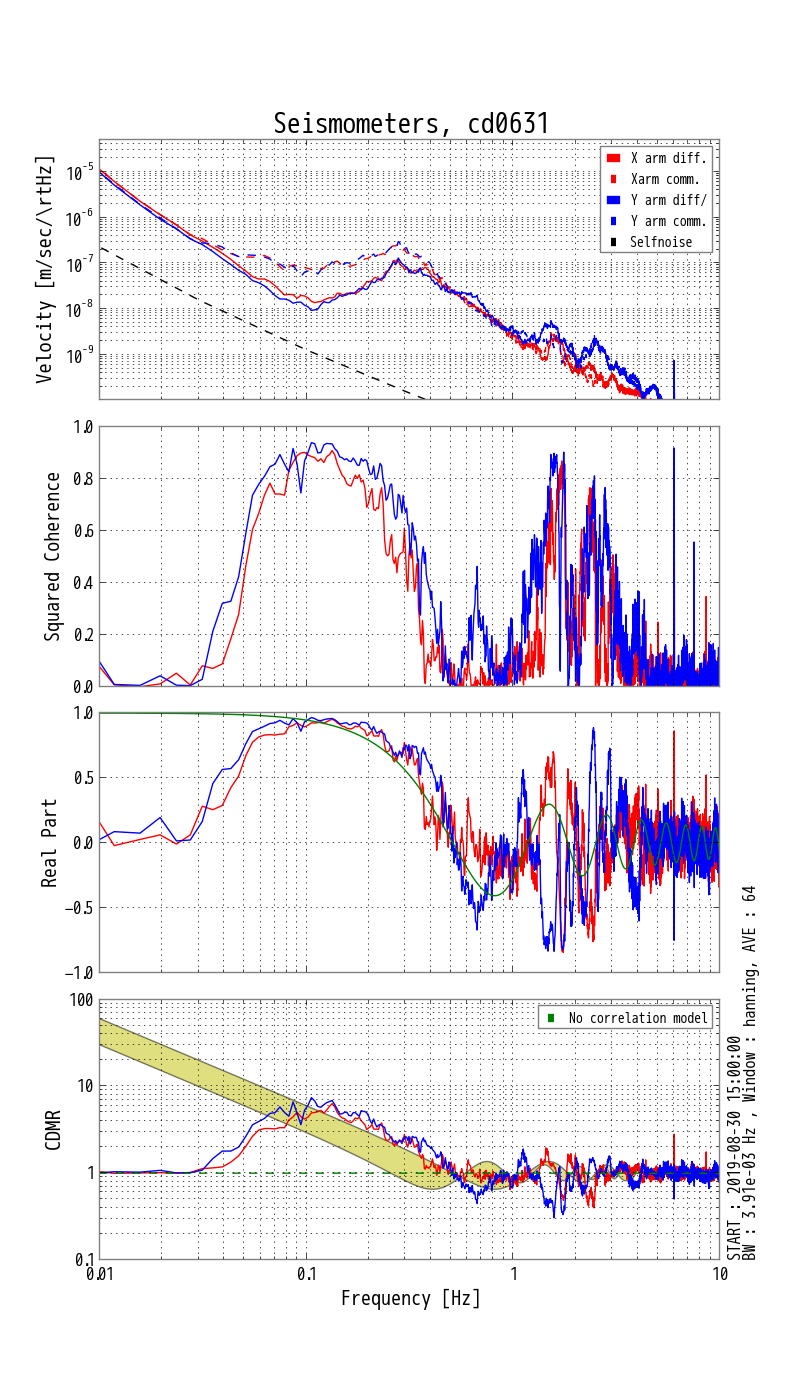 Seismometers, cd0631
Velocity [m/sec/\rtHz]
10^-5
10^-6
10^-7
10^-8
10^-9
X arm diff.
Xarm comm.
Y arm diff/
Y arm comm.
Selfnoise
Squared Coherence
1.0
0.8
0.6
0.4
0.2
0.0
Real Part
1.0
0.5
0.0
−0.5
−1.0
CDMR
100
10
1
0.1
No correlation model
0.01
0.1
1
10
Frequency [Hz]
START : 2019-08-30 15:00:00
BW : 3.91e-03 Hz , Window : hanning, AVE : 64